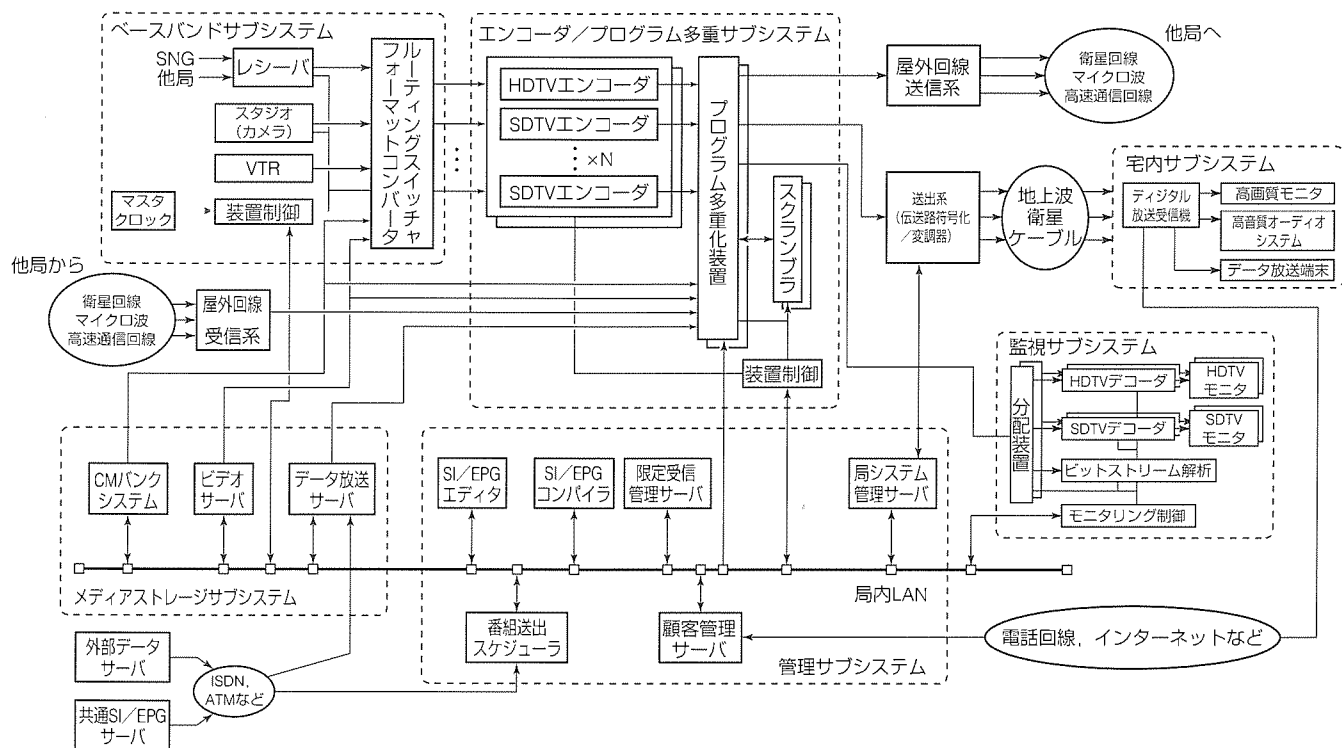 ベースバンドサブシステム
SNG
他局
レシーバ
スタジオ
(カメラ)
VTR
マスタ
クロック
装置制御
ルーティングスイッチャ
フォーマットコンバータ
エンコーダ／プログラム多重サブシステム
HDTVエンコーダ
SDTVエンコーダ
×N
SDTVエンコーダ
プログラム多重化装置
スクランブラ
装置制御
他局へ
屋外回線
送信系
衛星回線
マイクロ波
高速通信回線
送出系
(伝送路符号化
／変調器)
地上波
衛星
ケーブル
宅内サブシステム
ディジタル
放送受信機
高画質モニタ
高音質オーディオ
システム
データ放送端末
他局から
衛星回線
マイクロ波
高速通信回線
屋外回線
受信系
監視サブシステム
分配装置
HDTVデコーダ
HDTV
モニタ
SDTVデコーダ
SDTV
モニタ
ビットストリーム解析
モニタリング制御
CMバンク
システム
ビデオ
サーバ
データ放送
サーバ
メディアストレージサブシステム
SI／EPG
エディタ
SI／EPG
コンパイラ
限定受信
管理サーバ
局システム
管理サーバ
局内LAN
番組送出
スケジューラ
顧客管理
サーバ
管理サブシステム
電話回線，インターネットなど
外部データ
サーバ
ISDN,
ATMなど
共通SI／EPG
サーバ